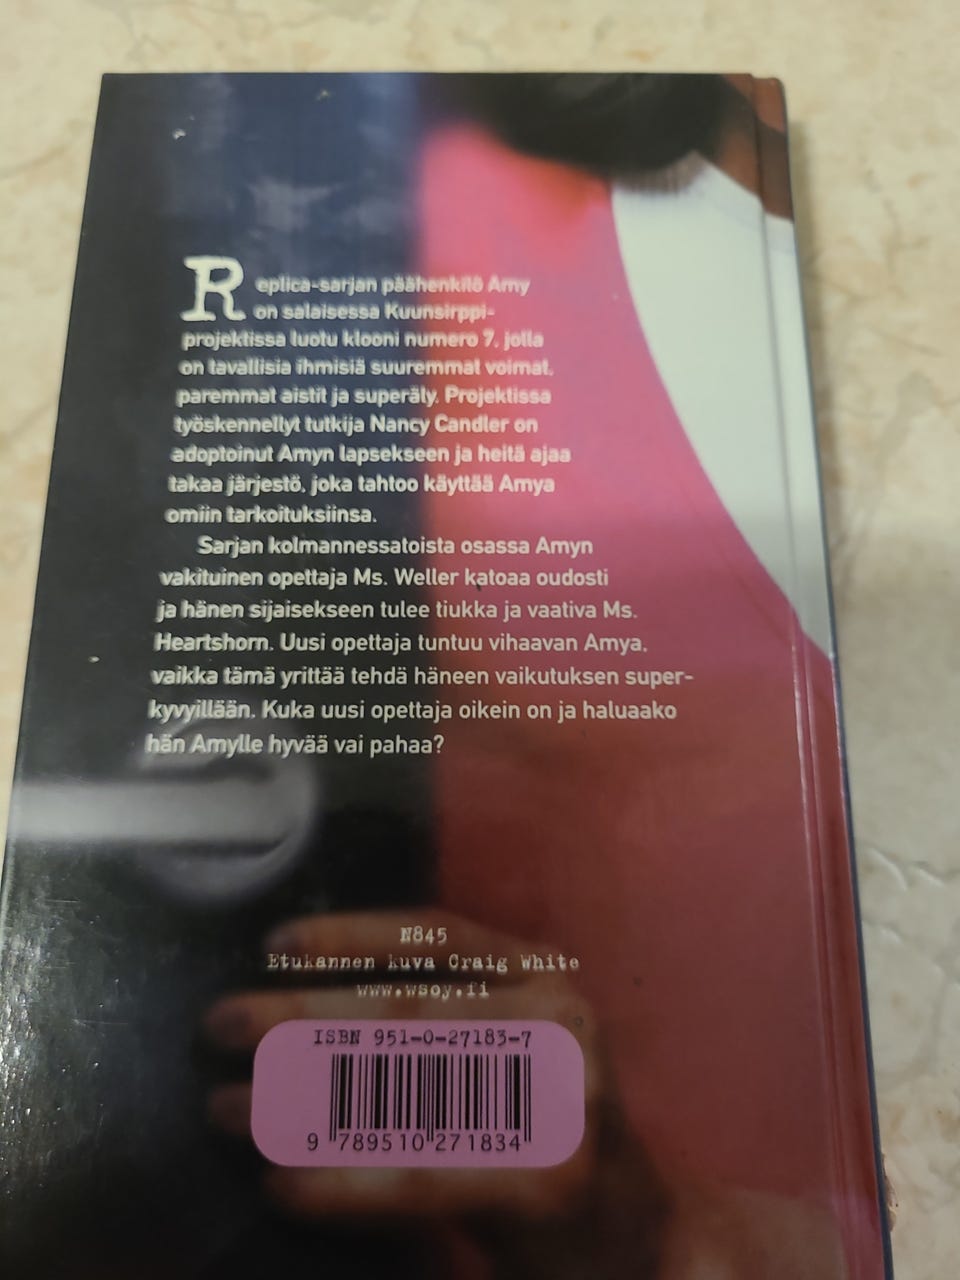 Replica-sarjan päähenkilö Amy
on salaisessa Kuunsirppi-
projektissa luotu klooni numero 7, jolla
on tavallisia ihmisiä suuremmat voimat,
paremmat aistit ja superäly. Projektissa
työskennellyt tutkija Nancy Candler on
adoptoinut Amyn lapsekseen ja heitä ajaa
takaa järjestö, joka tahtoo käyttää Amya
omiin tarkoituksiinsa.
Sarjan kolmannessatoista osassa Amyn
vakituinen opettaja Ms. Weller katoaa oudosti
ja hänen sijaisekseen tulee tiukka ja vaativa Ms.
Heartshorn. Uusi opettaja tuntuu vihaavan Amya,
vaikka tämä yrittää tehdä häneen vaikutuksen super-
kyvyillään. Kuka uusi opettaja oikein on ja haluaako
hän Amylle hyvää vai pahaa?
N845
Etukannen kuva Craig White
www.wsoy.fi
ISBN 951-0-27183-7
9 789510 271834